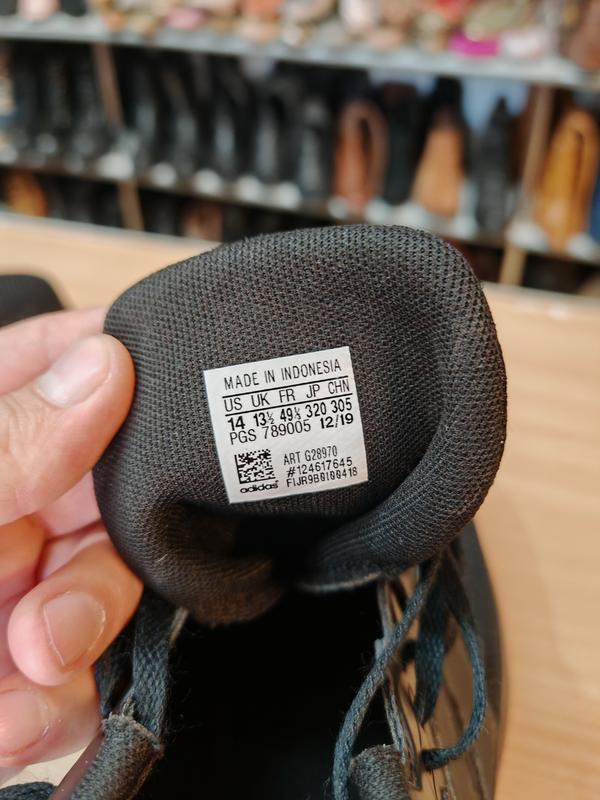 MADE IN INDONESIA
US UK FR JP CHN
14 13½ 49⅓ 320 305
PGS 789005 12/19
ART G28970
#124617645
FIJR9B0I00418
adidas